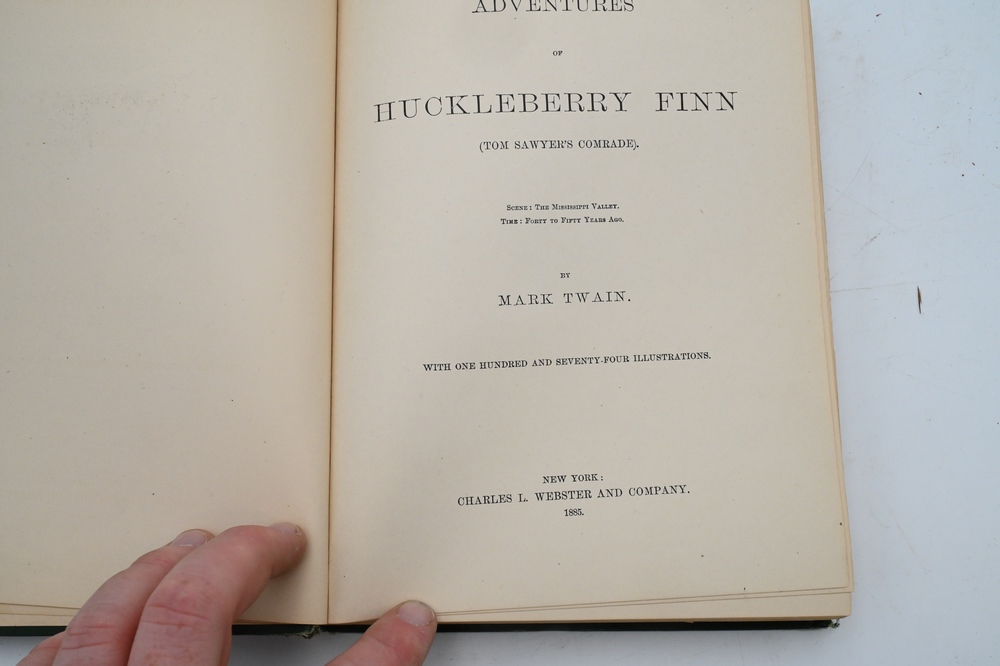 ADVENTURES
OF
HUCKLEBERRY FINN
(TOM SAWYER'S COMRADE).
SCENE: THE MISSISSIPPI VALLEY.
TIME: FORTY TO FIFTY YEARS AGO.
BY
MARK TWAIN.
WITH ONE HUNDRED AND SEVENTY-FOUR ILLUSTRATIONS.
NEW YORK:
CHARLES L. WEBSTER AND COMPANY.
1885.